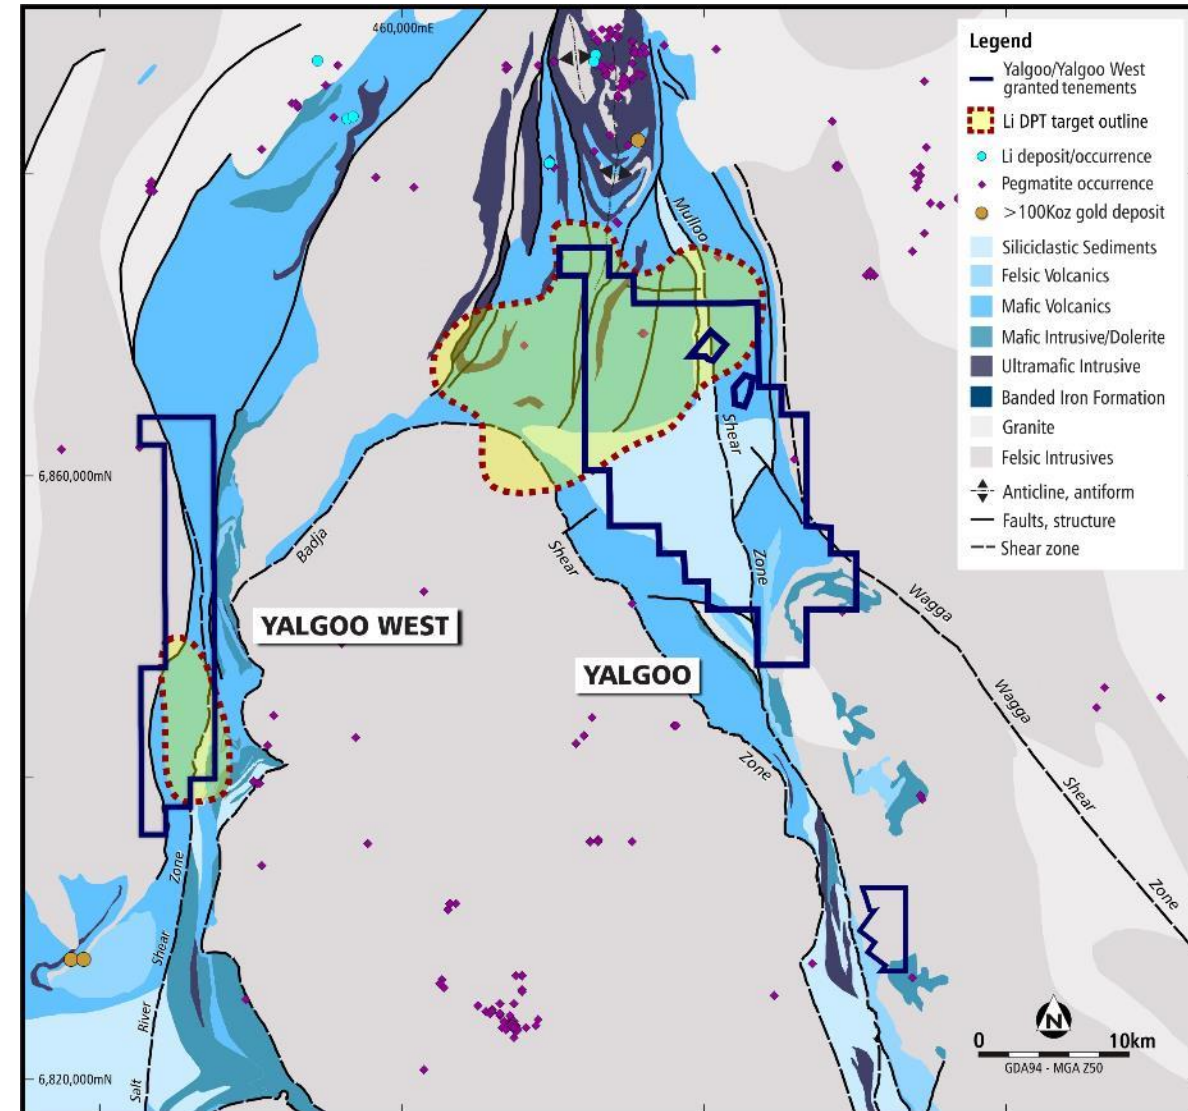 460,000mE
Legend
Yalgoo/Yalgoo West
granted tenements
Li DPT target outline
Li deposit/occurrence
Pegmatite occurrence
>100Koz gold deposit
Siliciclastic Sediments
Felsic Volcanics
Mafic Volcanics
Mafic Intrusive/Dolerite
Ultramafic Intrusive
Banded Iron Formation
Granite
Felsic Intrusives
Anticline, antiform
Faults, structure
Shear zone
Mulloo
Shear
Zone
6,860,000mN
Badja
Shear
Zone
YALGOO WEST
YALGOO
Wagga
Wagga
Shear
Zone
Zone
Shear
River
Salt
6,820,000mN
N
0 10km
GDA94 - MGA Z50